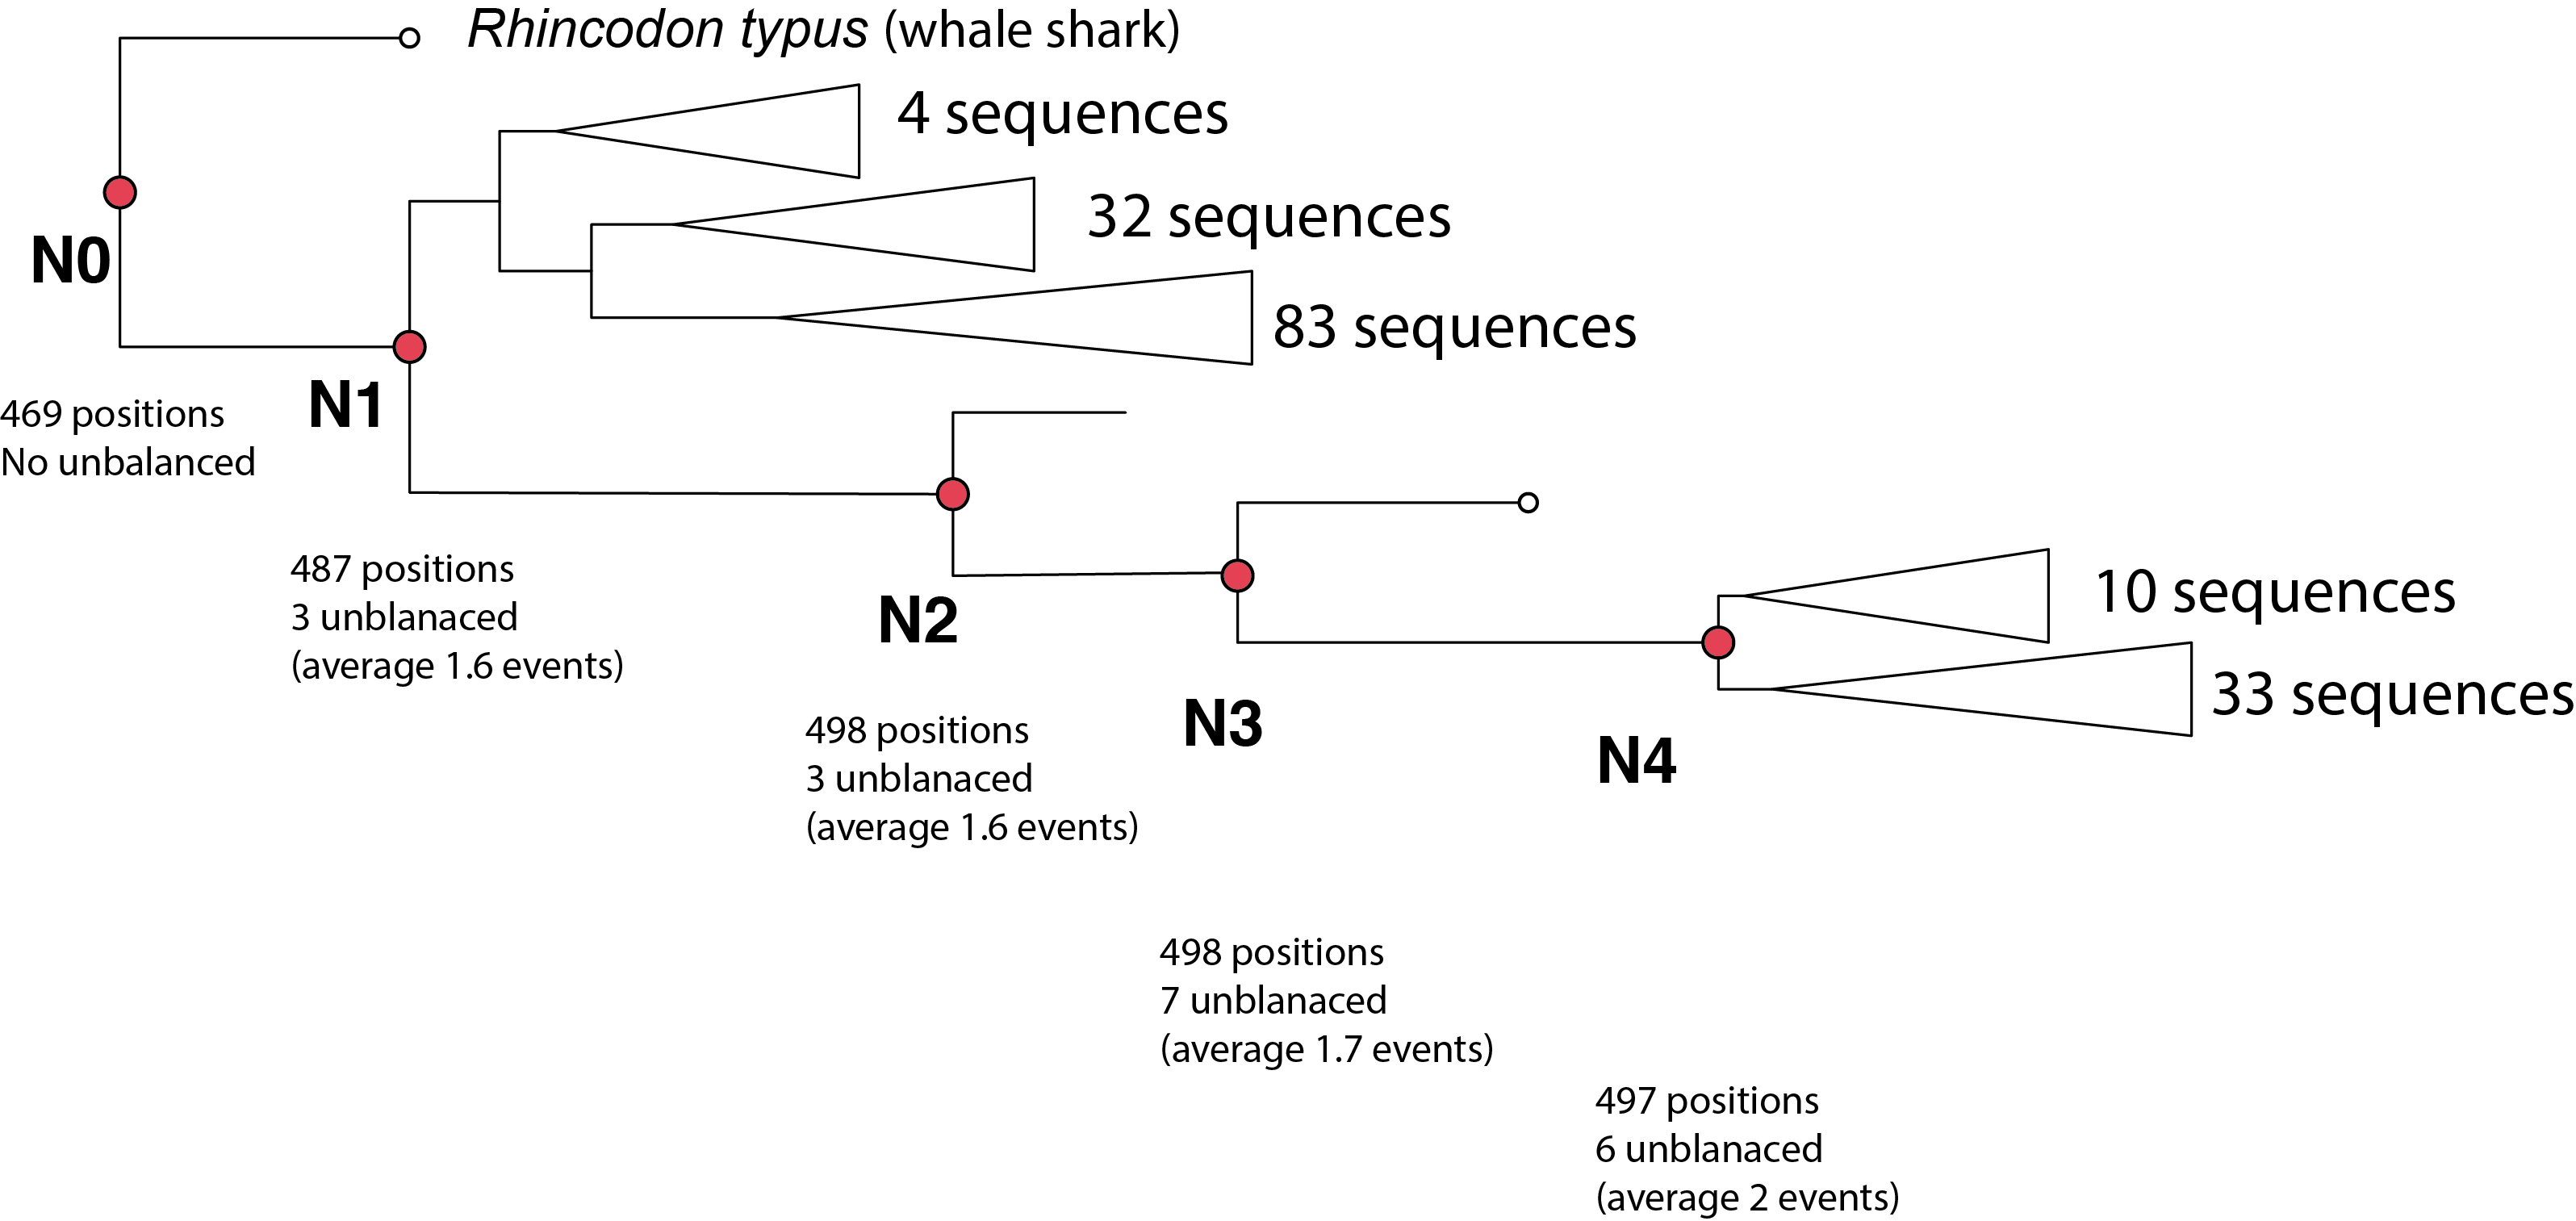 Rhincodon typus (whale shark)
4 sequences
32 sequences
N0
83 sequences
N1
469 positions
No unbalanced
487 positions
3 unblanaced
(average 1.6 events)
N2
10 sequences
33 sequences
498 positions
3 unblanaced
(average 1.6 events)
N3
N4
498 positions
7 unblanaced
(average 1.7 events)
497 positions
6 unblanaced
(average 2 events)